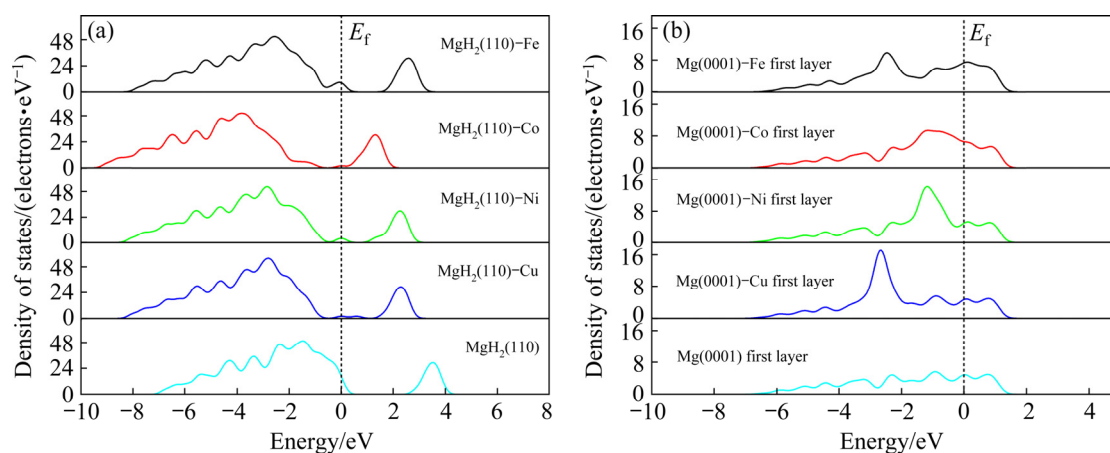 (a)
E_f
Density of states/(electrons•eV⁻¹)
48
24
0
MgH₂(110)−Fe
48
24
0
MgH₂(110)−Co
48
24
0
MgH₂(110)−Ni
48
24
0
MgH₂(110)−Cu
48
24
0
MgH₂(110)
−10 −8 −6 −4 −2 0 2 4 6 8
Energy/eV
(b)
E_f
Density of states/(electrons•eV⁻¹)
16
8
0
Mg(0001)−Fe first layer
16
8
0
Mg(0001)−Co first layer
16
8
0
Mg(0001)−Ni first layer
16
8
0
Mg(0001)−Cu first layer
16
8
0
Mg(0001) first layer
−10 −8 −6 −4 −2 0 2 4
Energy/eV